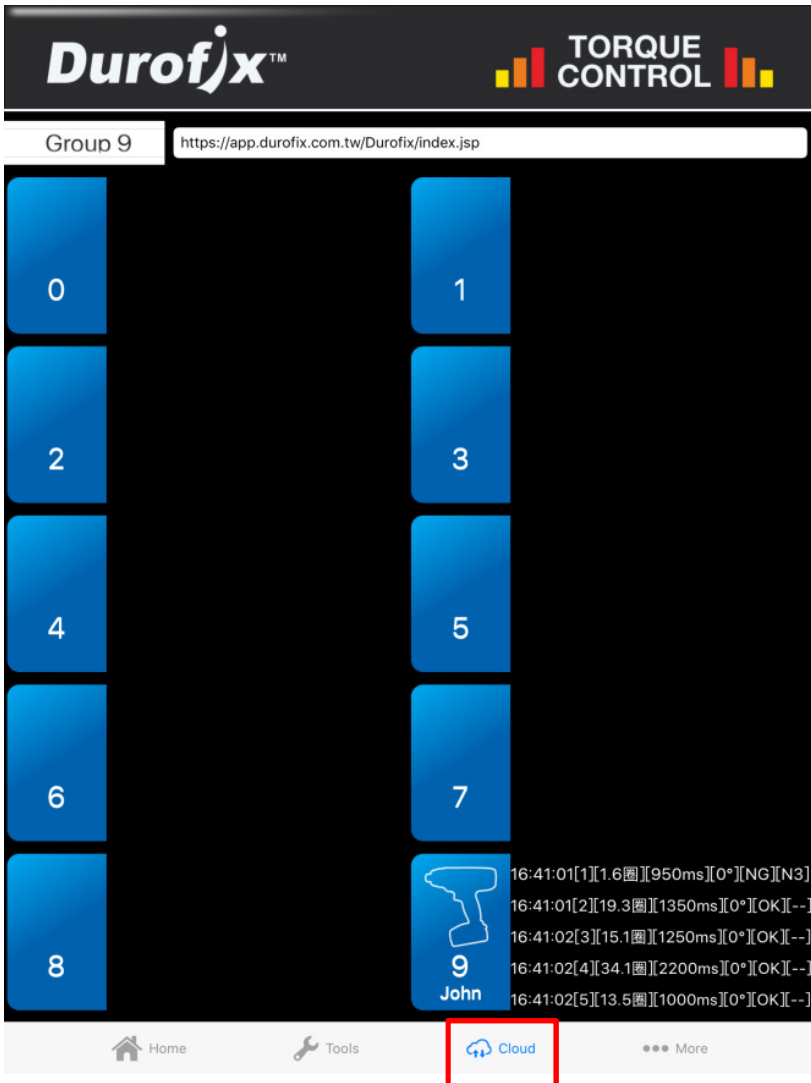 Durofix™
TORQUE
CONTROL
Group 9
https://app.durofix.com.tw/Durofix/index.jsp
0
1
2
3
4
5
6
7
8
9
John
16:41:01[1][1.6圈][950ms][0°][NG][N3]
16:41:01[2][19.3圈][1350ms][0°][OK][--]
16:41:02[3][15.1圈][1250ms][0°][OK][--]
16:41:02[4][34.1圈][2200ms][0°][OK][--]
16:41:02[5][13.5圈][1000ms][0°][OK][--]
Home
Tools
Cloud
More